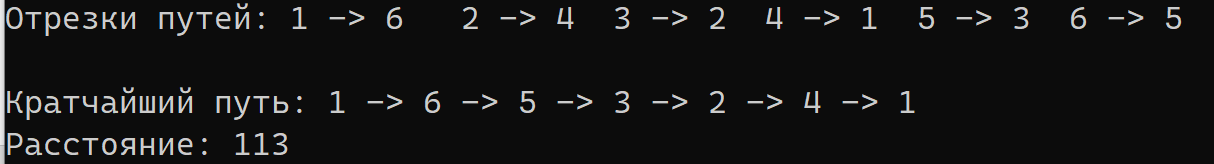 Отрезки путей: 1 -> 6   2 -> 4  3 -> 2  4 -> 1  5 -> 3  6 -> 5
Кратчайший путь: 1 -> 6 -> 5 -> 3 -> 2 -> 4 -> 1
Расстояние: 113